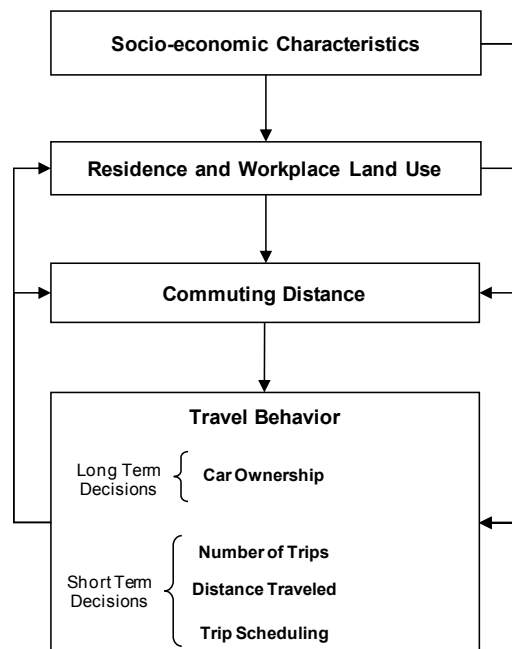 Socio-economic Characteristics
Residence and Workplace Land Use
Commuting Distance
Travel Behavior
Long Term
Decisions
Car Ownership
Short Term
Decisions
Number of Trips
Distance Traveled
Trip Scheduling